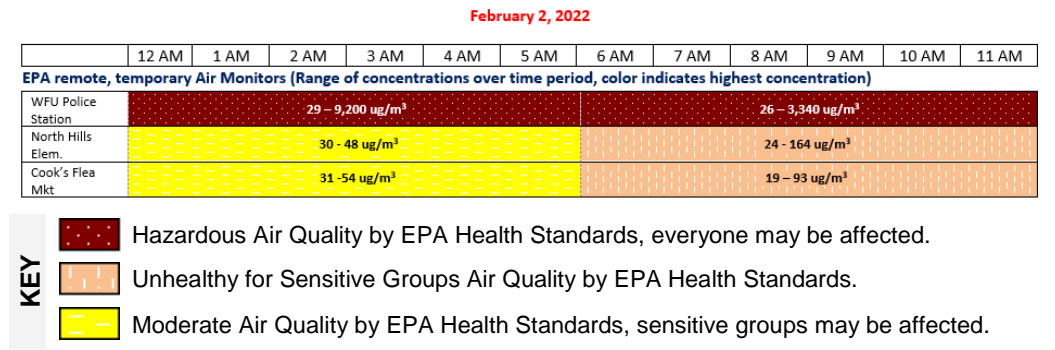 February 2, 2022
12 AM 1 AM 2 AM 3 AM 4 AM 5 AM 6 AM 7 AM 8 AM 9 AM 10 AM 11 AM
EPA remote, temporary Air Monitors (Range of concentrations over time period, color indicates highest concentration)
WFU Police
Station
29 – 9,200 ug/m³
26 – 3,340 ug/m³
North Hills
Elem.
30 - 48 ug/m³
24 - 164 ug/m³
Cook's Flea
Mkt
31 -54 ug/m³
19 – 93 ug/m³
KEY
Hazardous Air Quality by EPA Health Standards, everyone may be affected.
Unhealthy for Sensitive Groups Air Quality by EPA Health Standards.
Moderate Air Quality by EPA Health Standards, sensitive groups may be affected.